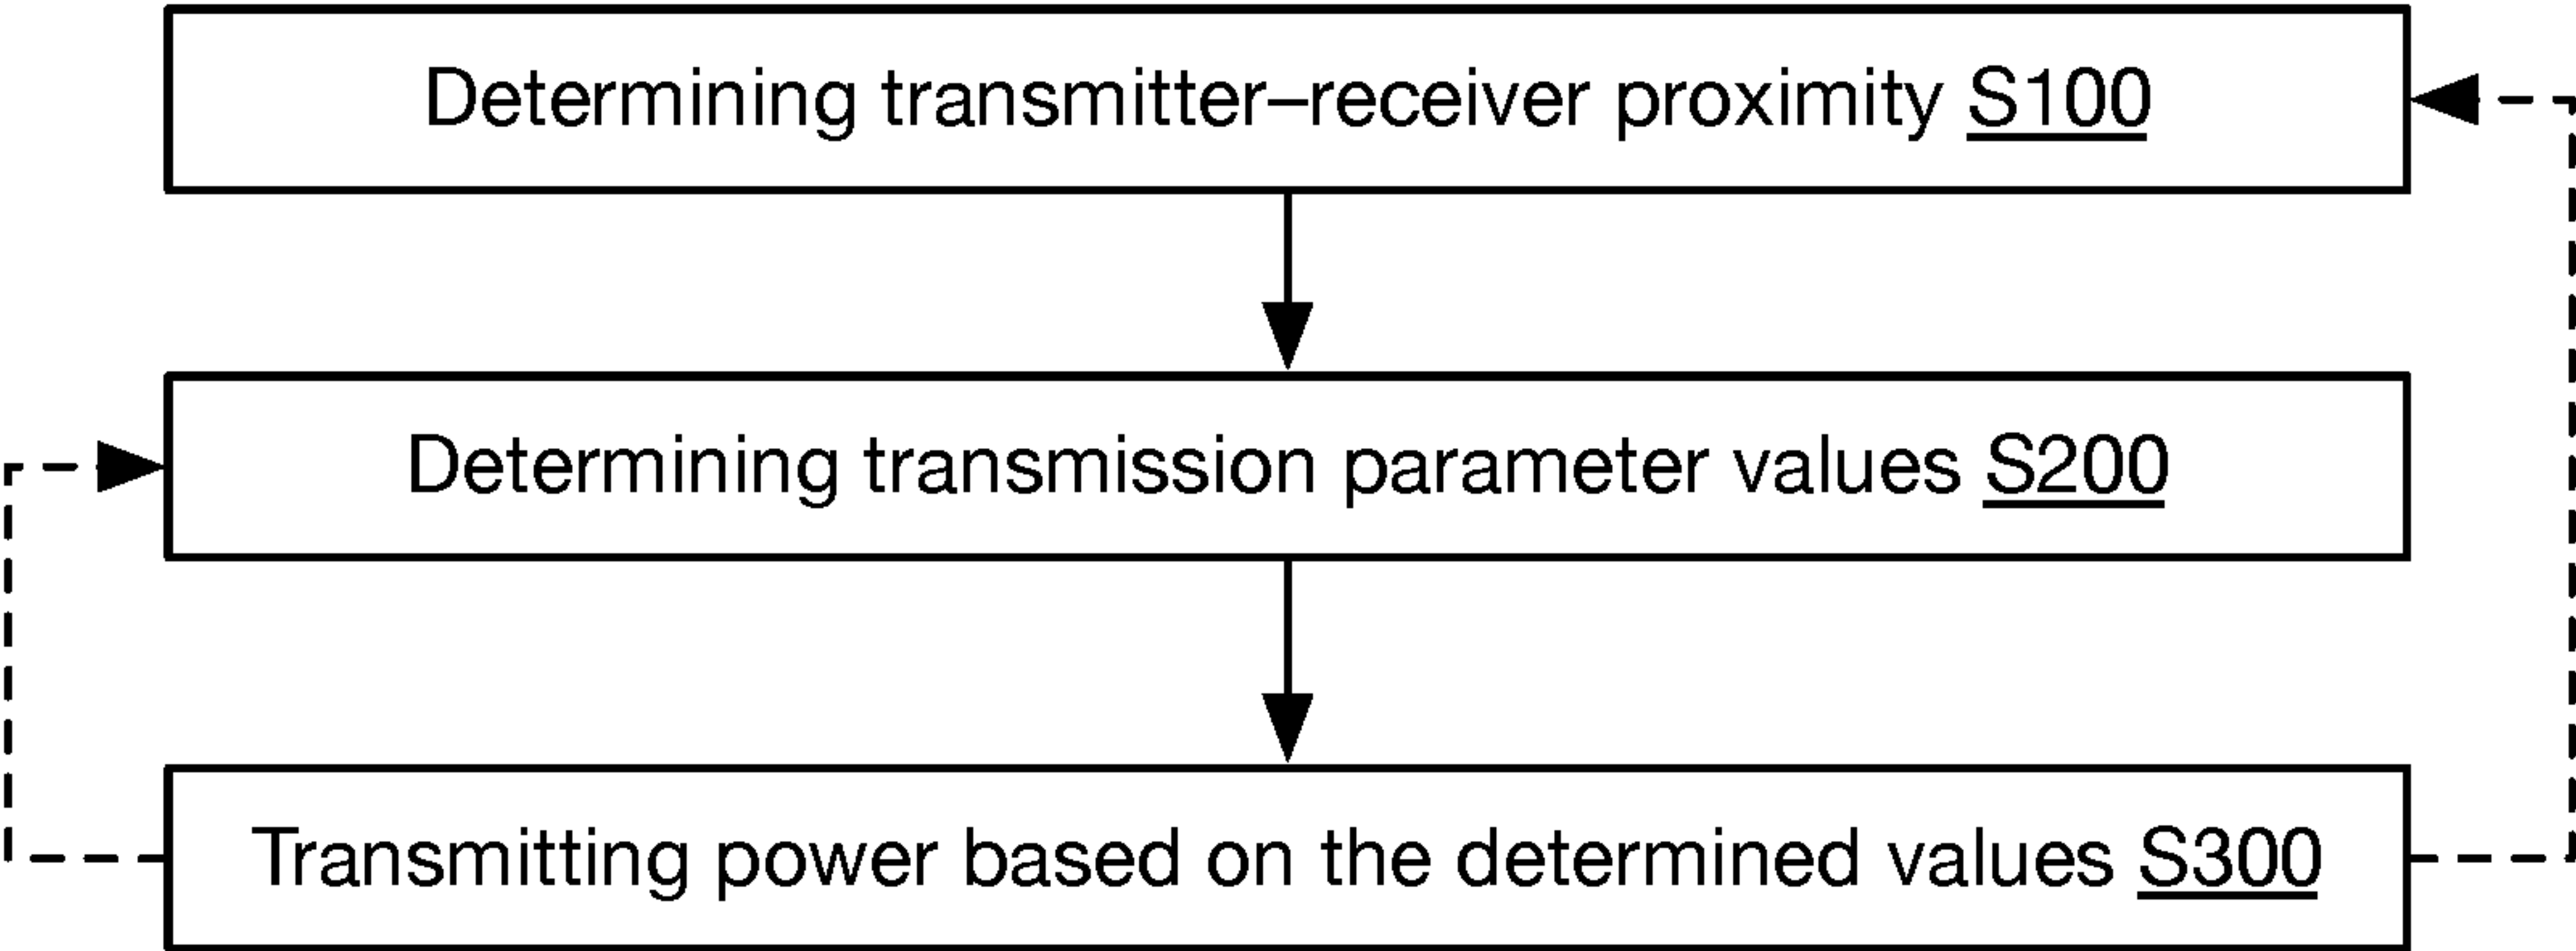 Determining transmitter–receiver proximity S100
Determining transmission parameter values S200
Transmitting power based on the determined values S300